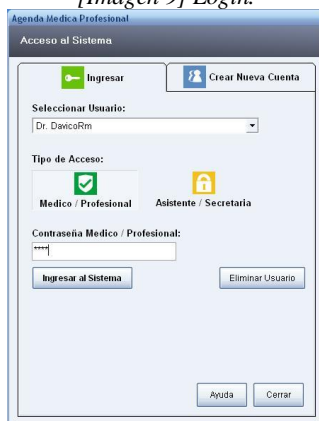 [Imagen 9] Login.
Agenda Medica Profesional
Acceso al Sistema
Ingresar
Crear Nueva Cuenta
Seleccionar Usuario:
Dr. DavicoRm
Tipo de Acceso:
Medico / Profesional
Asistente / Secretaria
Contraseña Medico / Profesional:
****
Ingresar al Sistema
Eliminar Usuario
Ayuda
Cerrar